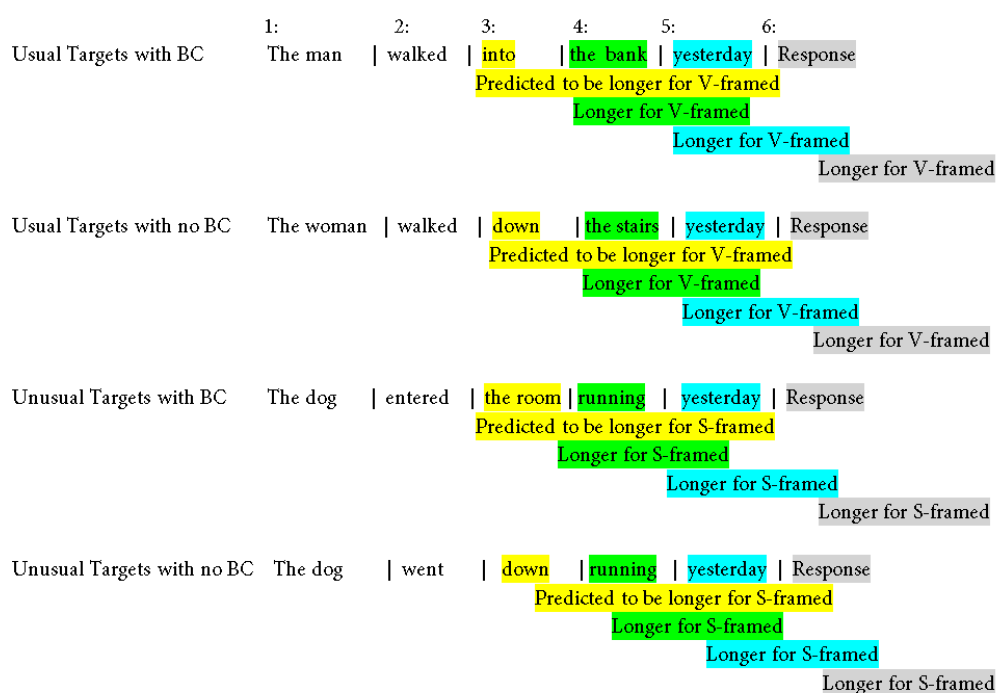 1: 2: 3: 4: 5: 6:
Usual Targets with BC The man | walked | into | the bank | yesterday | Response
Predicted to be longer for V-framed
Longer for V-framed
Longer for V-framed
Longer for V-framed
Usual Targets with no BC The woman | walked | down | the stairs | yesterday | Response
Predicted to be longer for V-framed
Longer for V-framed
Longer for V-framed
Longer for V-framed
Unusual Targets with BC The dog | entered | the room | running | yesterday | Response
Predicted to be longer for S-framed
Longer for S-framed
Longer for S-framed
Longer for S-framed
Unusual Targets with no BC The dog | went | down | running | yesterday | Response
Predicted to be longer for S-framed
Longer for S-framed
Longer for S-framed
Longer for S-framed